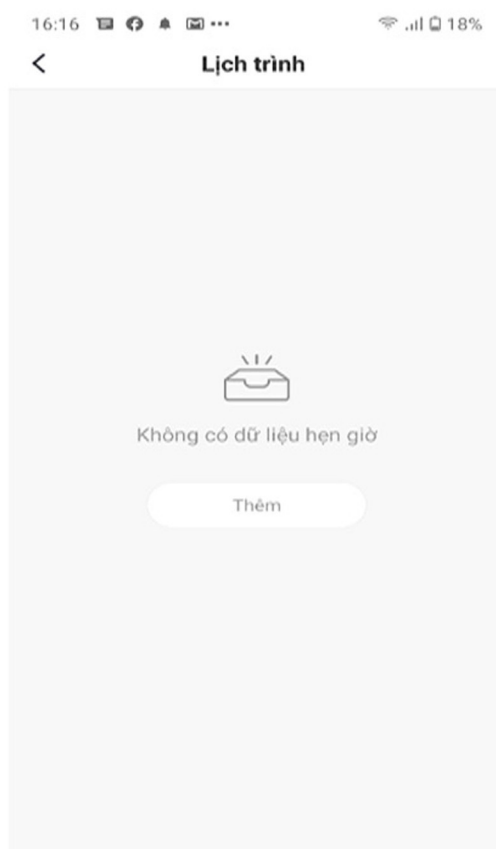 16:16 18%
Lịch trình
Không có dữ liệu hẹn giờ
Thêm